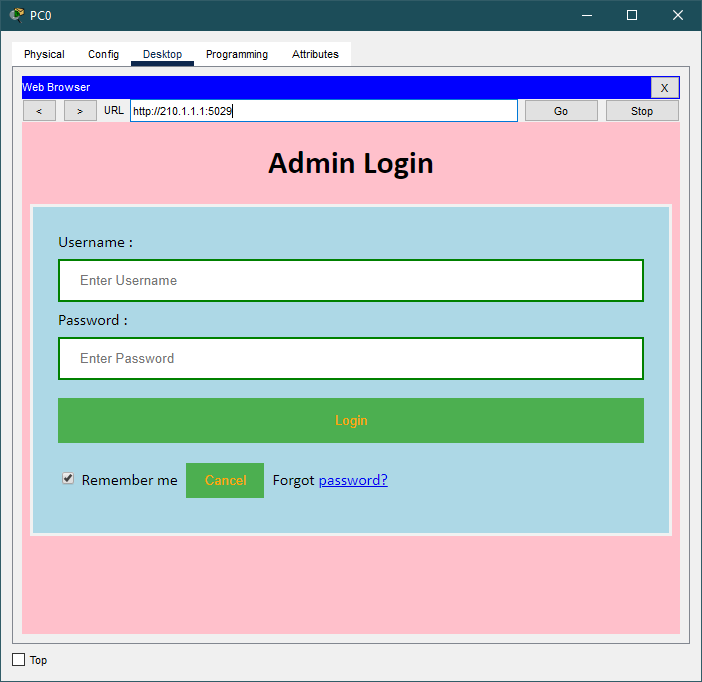 PC0
Physical Config Desktop Programming Attributes
Web Browser X
< > URL http://210.1.1.1:5029 Go Stop
Admin Login
Username :
Enter Username
Password :
Enter Password
Login
Remember me Cancel Forgot password?
Top